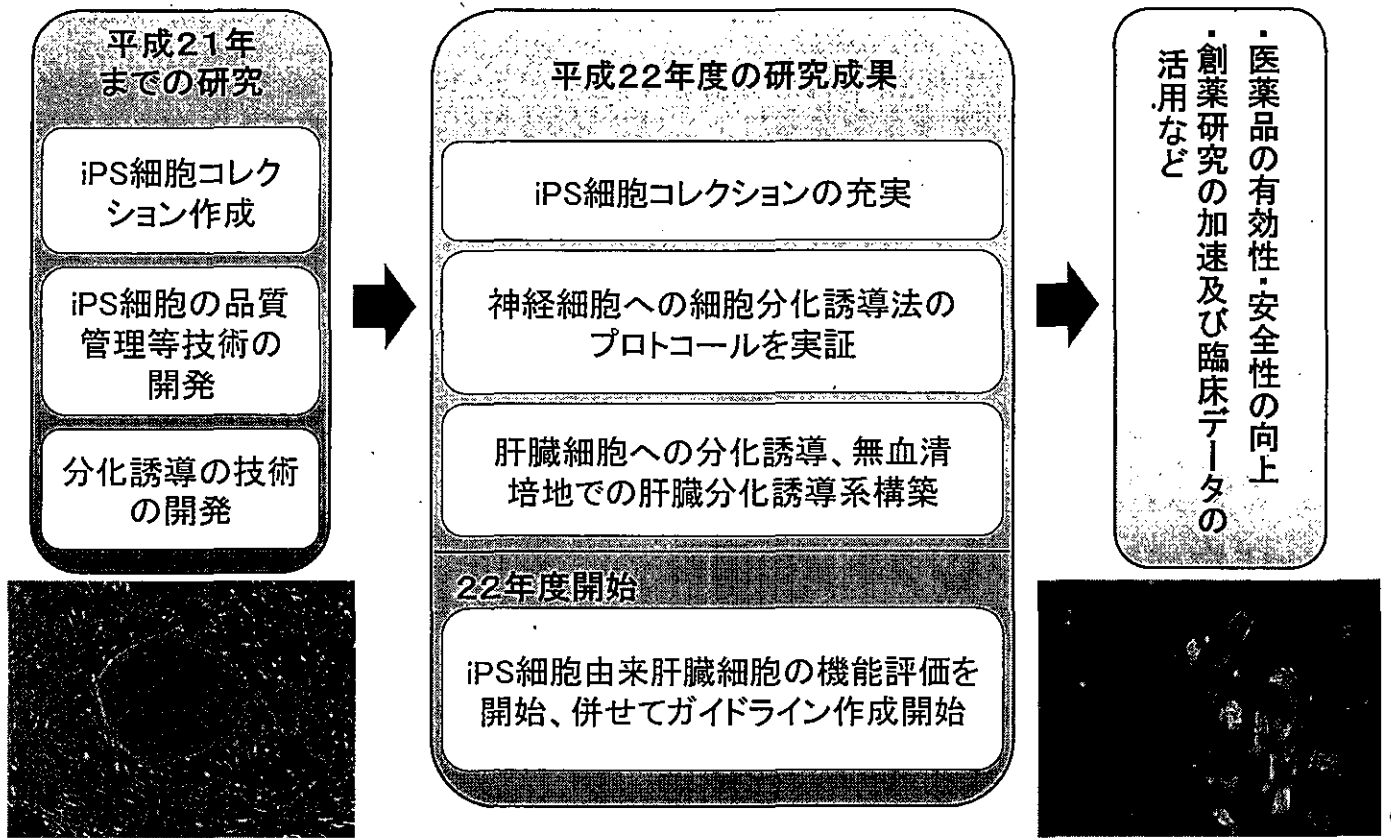 平成21年
までの研究
iPS細胞コレク
ション作成
iPS細胞の品質
管理等技術の
開発
分化誘導の技術
の開発
平成22年度の研究成果
iPS細胞コレクションの充実
神経細胞への細胞分化誘導法の
プロトコールを実証
肝臓細胞への分化誘導、無血清
培地での肝臓分化誘導系構築
22年度開始
iPS細胞由来肝臓細胞の機能評価を
開始、併せてガイドライン作成開始
・医薬品の有効性・安全性の向上
・創薬研究の加速及び臨床データの
活用など